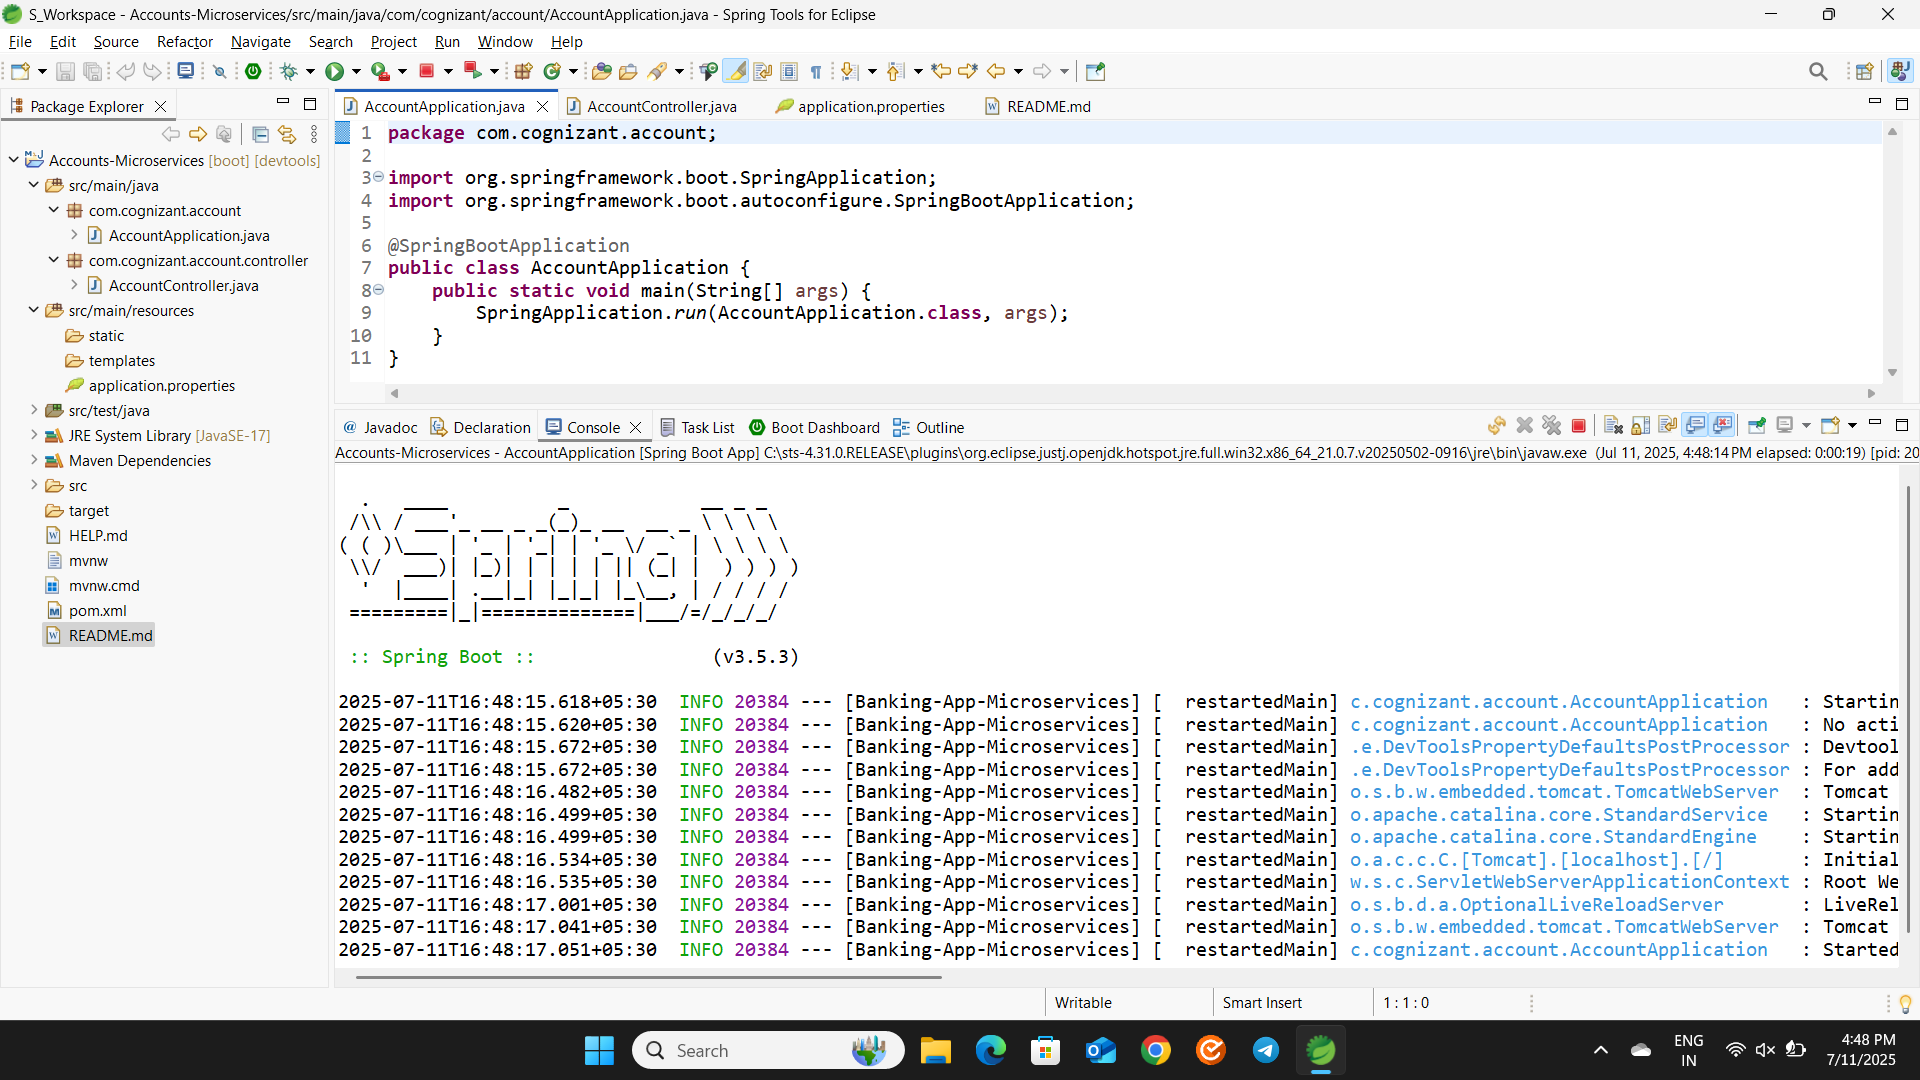 S_Workspace - Accounts-Microservices/src/main/java/com/cognizant/account/AccountApplication.java - Spring Tools for Eclipse
File Edit Source Refactor Navigate Search Project Run Window Help
Package Explorer
Accounts-Microservices [boot] [devtools]
src/main/java
com.cognizant.account
AccountApplication.java
com.cognizant.account.controller
AccountController.java
src/main/resources
static
templates
application.properties
src/test/java
JRE System Library [JavaSE-17]
Maven Dependencies
src
target
HELP.md
mvnw
mvnw.cmd
pom.xml
README.md
AccountApplication.java AccountController.java application.properties README.md
1 package com.cognizant.account;
2
3 import org.springframework.boot.SpringApplication;
4 import org.springframework.boot.autoconfigure.SpringBootApplication;
5
6 @SpringBootApplication
7 public class AccountApplication {
8 public static void main(String[] args) {
9 SpringApplication.run(AccountApplication.class, args);
10 }
11 }
Javadoc Declaration Console Task List Boot Dashboard Outline
Accounts-Microservices - AccountApplication [Spring Boot App] C:\sts-4.31.0.RELEASE\plugins\org.eclipse.justj.openjdk.hotspot.jre.full.win32.x86_64_21.0.7.v20250502-0916\jre\bin\javaw.exe (Jul 11, 2025, 4:48:14 PM elapsed: 0:00:19) [pid: 20
Spring
:: Spring Boot :: (v3.5.3)
2025-07-11T16:48:15.618+05:30 INFO 20384 --- [Banking-App-Microservices] [ restartedMain] c.cognizant.account.AccountApplication : Startin
2025-07-11T16:48:15.620+05:30 INFO 20384 --- [Banking-App-Microservices] [ restartedMain] c.cognizant.account.AccountApplication : No acti
2025-07-11T16:48:15.672+05:30 INFO 20384 --- [Banking-App-Microservices] [ restartedMain] .e.DevToolsPropertyDefaultsPostProcessor : Devtool
2025-07-11T16:48:15.672+05:30 INFO 20384 --- [Banking-App-Microservices] [ restartedMain] .e.DevToolsPropertyDefaultsPostProcessor : For add
2025-07-11T16:48:16.482+05:30 INFO 20384 --- [Banking-App-Microservices] [ restartedMain] o.s.b.w.embedded.tomcat.TomcatWebServer : Tomcat
2025-07-11T16:48:16.499+05:30 INFO 20384 --- [Banking-App-Microservices] [ restartedMain] o.apache.catalina.core.StandardService : Startin
2025-07-11T16:48:16.499+05:30 INFO 20384 --- [Banking-App-Microservices] [ restartedMain] o.apache.catalina.core.StandardEngine : Startin
2025-07-11T16:48:16.534+05:30 INFO 20384 --- [Banking-App-Microservices] [ restartedMain] o.a.c.c.C.[Tomcat].[localhost].[/] : Initial
2025-07-11T16:48:16.535+05:30 INFO 20384 --- [Banking-App-Microservices] [ restartedMain] w.s.c.ServletWebServerApplicationContext : Root We
2025-07-11T16:48:17.001+05:30 INFO 20384 --- [Banking-App-Microservices] [ restartedMain] o.s.b.d.a.OptionalLiveReloadServer : LiveRel
2025-07-11T16:48:17.041+05:30 INFO 20384 --- [Banking-App-Microservices] [ restartedMain] o.s.b.w.embedded.tomcat.TomcatWebServer : Tomcat
2025-07-11T16:48:17.051+05:30 INFO 20384 --- [Banking-App-Microservices] [ restartedMain] c.cognizant.account.AccountApplication : Started
Writable Smart Insert 1 : 1 : 0
Search
ENG
IN
4:48 PM
7/11/2025